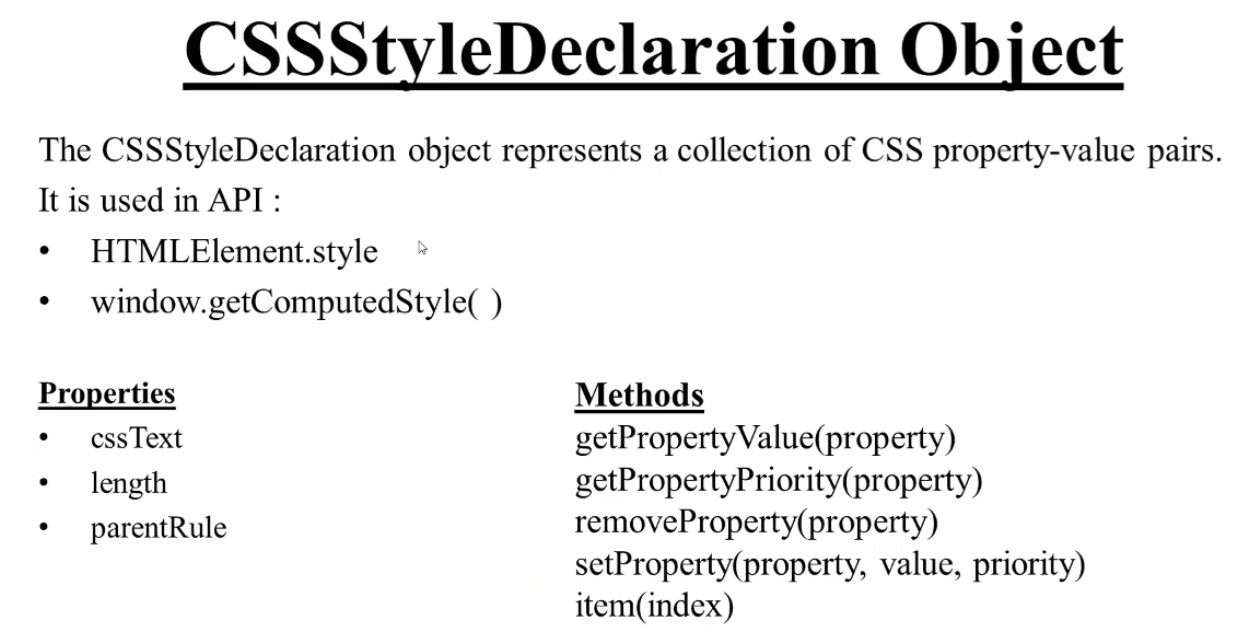 CSSStyleDeclaration Object
The CSSStyleDeclaration object represents a collection of CSS property-value pairs.
It is used in API :
• HTMLElement.style
• window.getComputedStyle( )
Properties
• cssText
• length
• parentRule
Methods
getPropertyValue(property)
getPropertyPriority(property)
removeProperty(property)
setProperty(property, value, priority)
item(index)